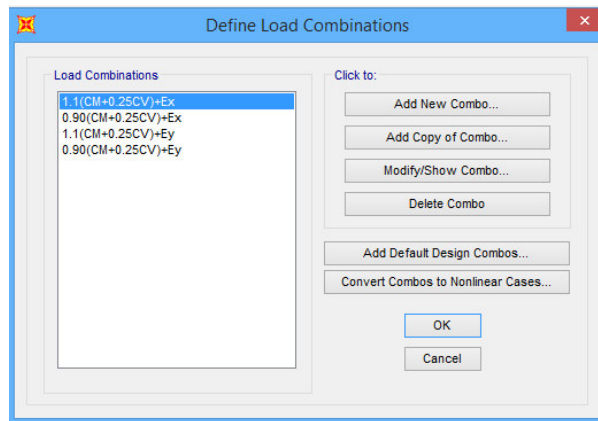 Define Load Combinations
Load Combinations
1.1(CM+0.25CV)+Ex
0.90(CM+0.25CV)+Ex
1.1(CM+0.25CV)+Ey
0.90(CM+0.25CV)+Ey
Click to:
Add New Combo...
Add Copy of Combo...
Modify/Show Combo...
Delete Combo
Add Default Design Combos...
Convert Combos to Nonlinear Cases...
OK
Cancel